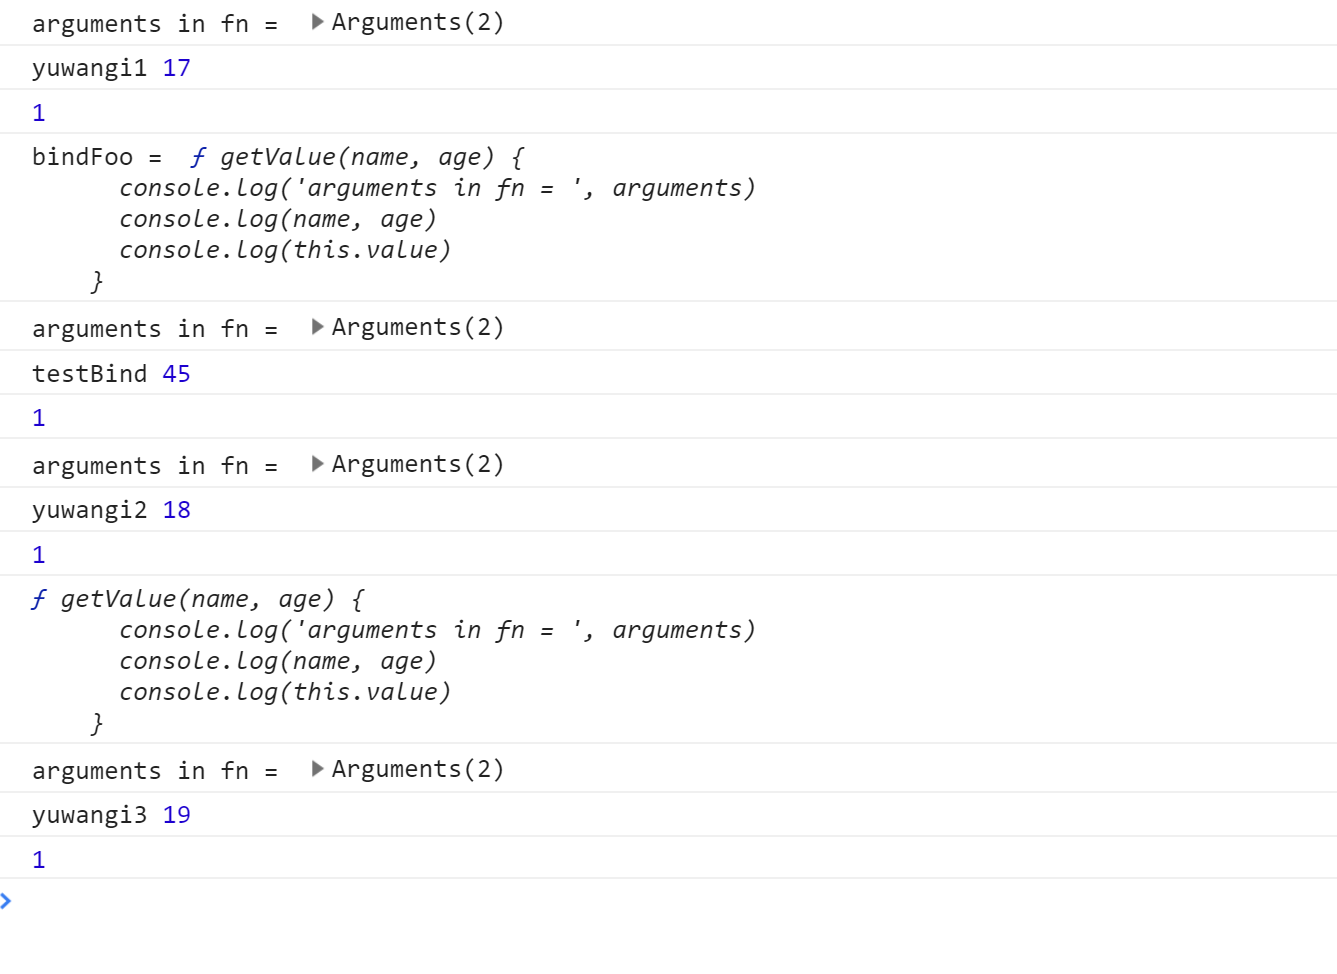 arguments in fn =  ▶Arguments(2)
yuwangi1 17
1
bindFoo =  ƒ getValue(name, age) {
      console.log('arguments in fn = ', arguments)
      console.log(name, age)
      console.log(this.value)
    }
arguments in fn =  ▶Arguments(2)
testBind 45
1
arguments in fn =  ▶Arguments(2)
yuwangi2 18
1
ƒ getValue(name, age) {
      console.log('arguments in fn = ', arguments)
      console.log(name, age)
      console.log(this.value)
    }
arguments in fn =  ▶Arguments(2)
yuwangi3 19
1